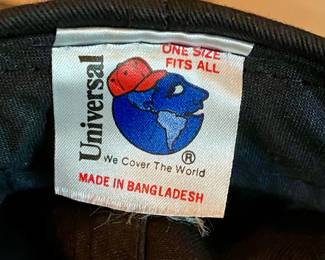 ONE SIZE
FITS ALL
Universal
®
We Cover The World
MADE IN BANGLADESH